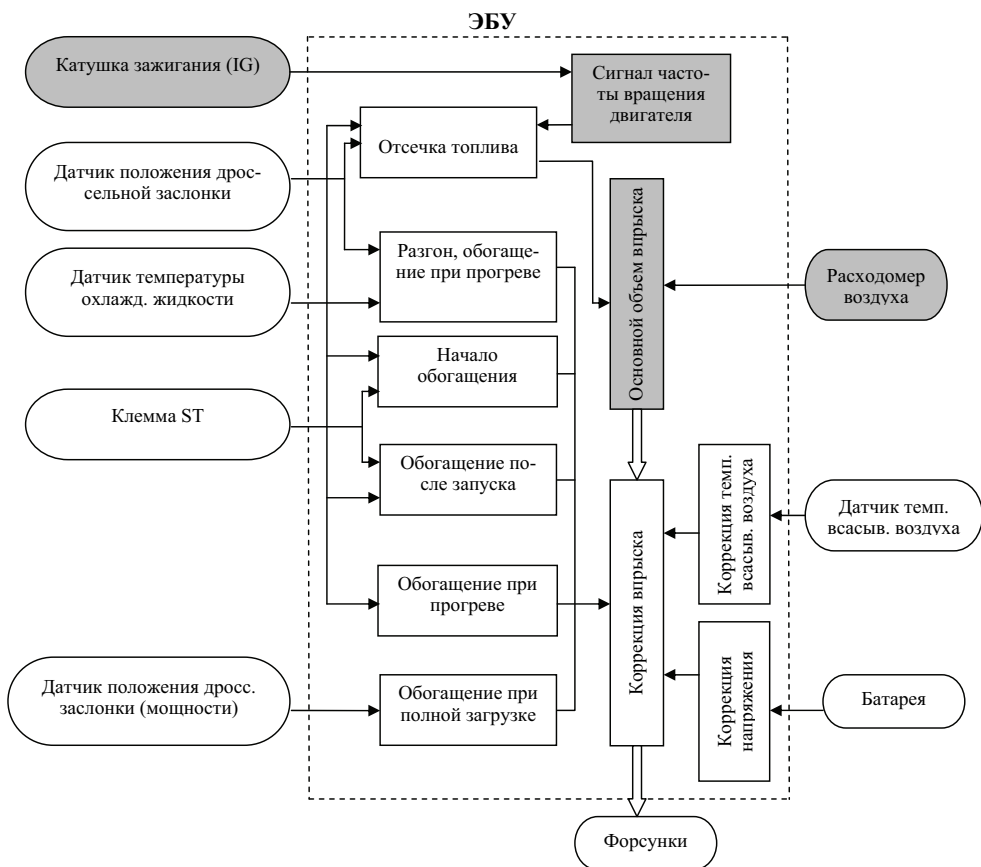 ЭБУ
Катушка зажигания (IG)
Сигнал часто-
ты вращения
двигателя
Отсечка топлива
Датчик положения дрос-
сельной заслонки
Разгон, обогаще-
ние при прогреве
Датчик температуры
охлажд. жидкости
Основной объем впрыска
Расходомер
воздуха
Начало
обогащения
Клемма ST
Обогащение по-
сле запуска
Коррекция темп.
всасыв. воздуха
Датчик темп.
всасыв. воздуха
Обогащение при
прогреве
Коррекция впрыска
Датчик положения дросс.
заслонки (мощности)
Обогащение при
полной загрузке
Коррекция
напряжения
Батарея
Форсунки